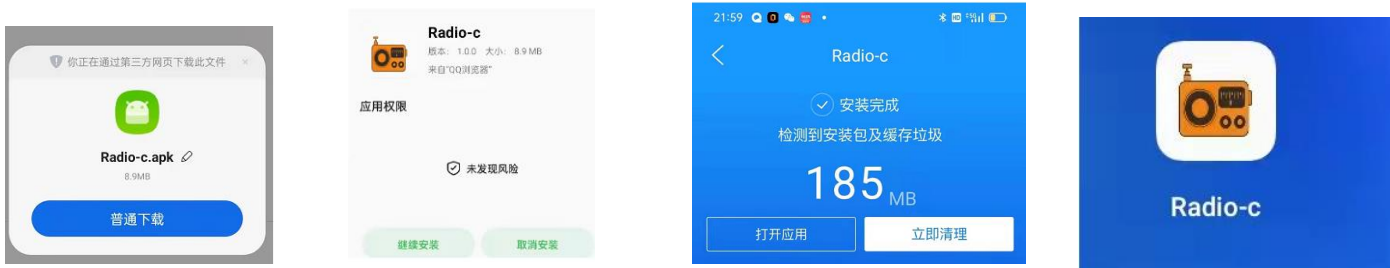 你正在通过第三方网页下载此文件 ×
Radio-c.apk
8.9MB
普通下载
Radio-c
版本: 1.0.0 大小: 8.9 MB
来自"QQ浏览器"
应用权限
未发现风险
继续安装
取消安装
21:59
Radio-c
安装完成
检测到安装包及缓存垃圾
185 MB
打开应用
立即清理
Radio-c